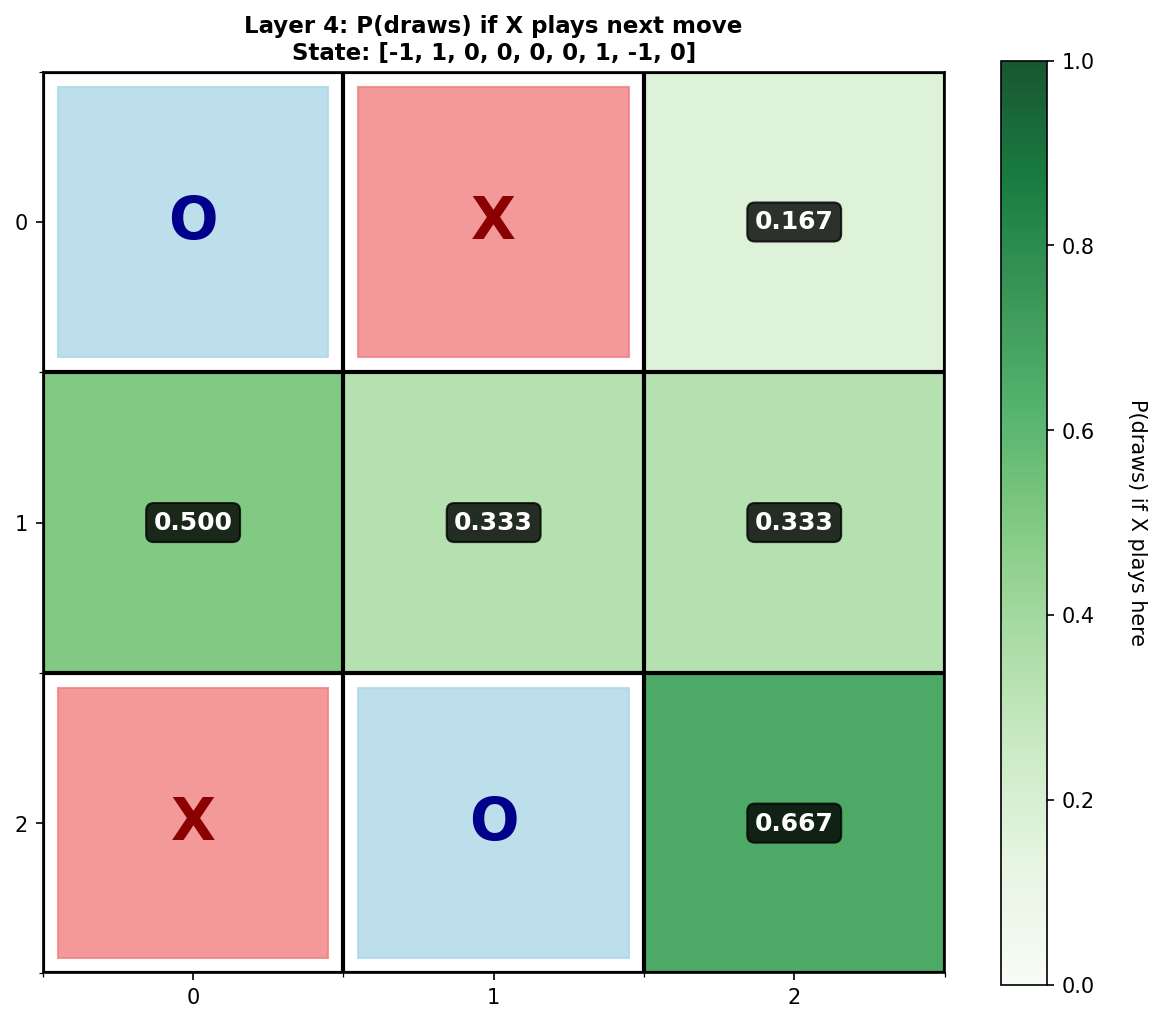 Layer 4: P(draws) if X plays next move
State: [-1, 1, 0, 0, 0, 0, 1, -1, 0]
0
O
X
0.167
1
0.500
0.333
0.333
2
X
O
0.667
0
1
2
1.0
0.8
0.6
0.4
0.2
0.0
P(draws) if X plays here